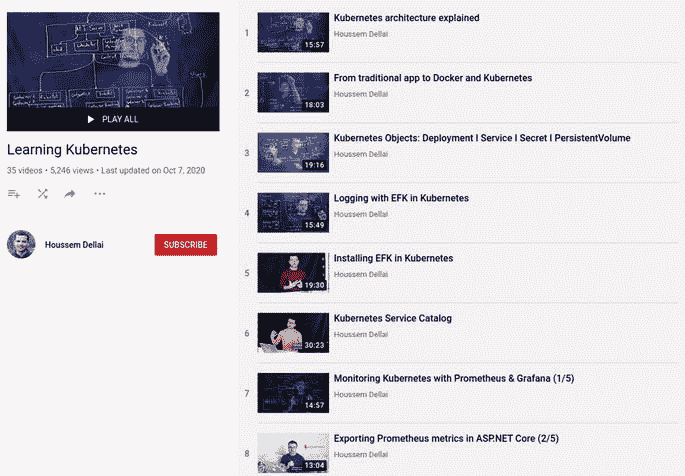 PLAY ALL
Learning Kubernetes
35 videos • 5,246 views • Last updated on Oct 7, 2020
Houssem Dellai
SUBSCRIBE
1
15:57
Kubernetes architecture explained
Houssem Dellai
2
18:03
From traditional app to Docker and Kubernetes
Houssem Dellai
3
19:16
Kubernetes Objects: Deployment I Service I Secret I PersistentVolume
Houssem Dellai
4
15:49
Logging with EFK in Kubernetes
Houssem Dellai
5
19:30
Installing EFK in Kubernetes
Houssem Dellai
6
30:23
Kubernetes Service Catalog
Houssem Dellai
7
14:57
Monitoring Kubernetes with Prometheus & Grafana (1/5)
Houssem Dellai
8
13:04
Exporting Prometheus metrics in ASP.NET Core (2/5)
Houssem Dellai